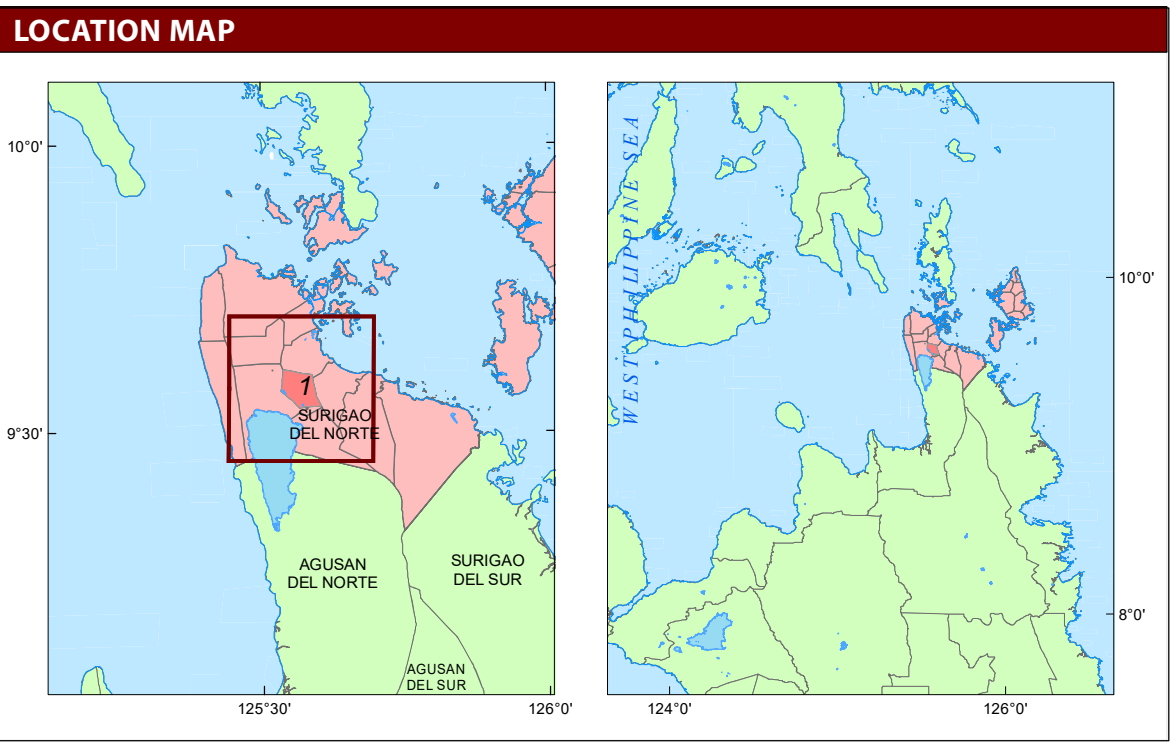 LOCATION MAP
10°0'
9°30'
1
SURIGAO
DEL NORTE
AGUSAN
DEL NORTE
SURIGAO
DEL SUR
AGUSAN
DEL SUR
125°30'
126°0'
WEST PHILIPPINE SEA
10°0'
8°0'
124°0'
126°0'